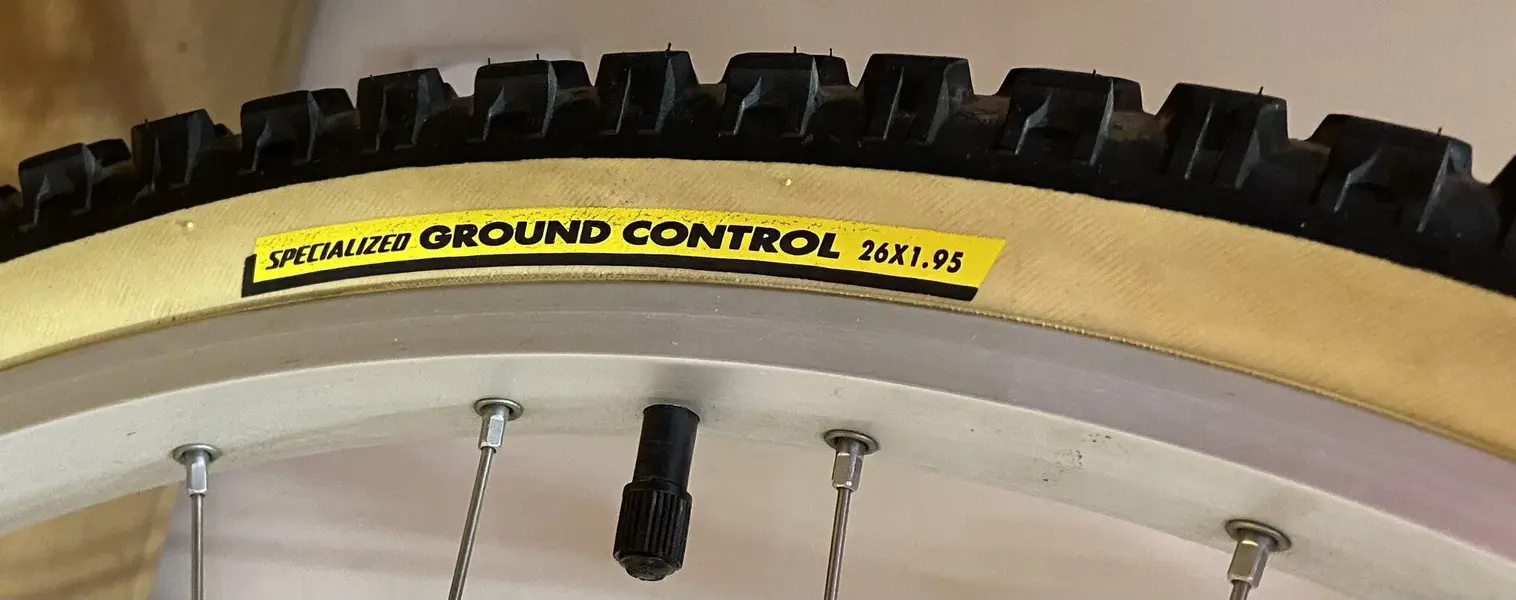 SPECIALIZED GROUND CONTROL 26X1.95